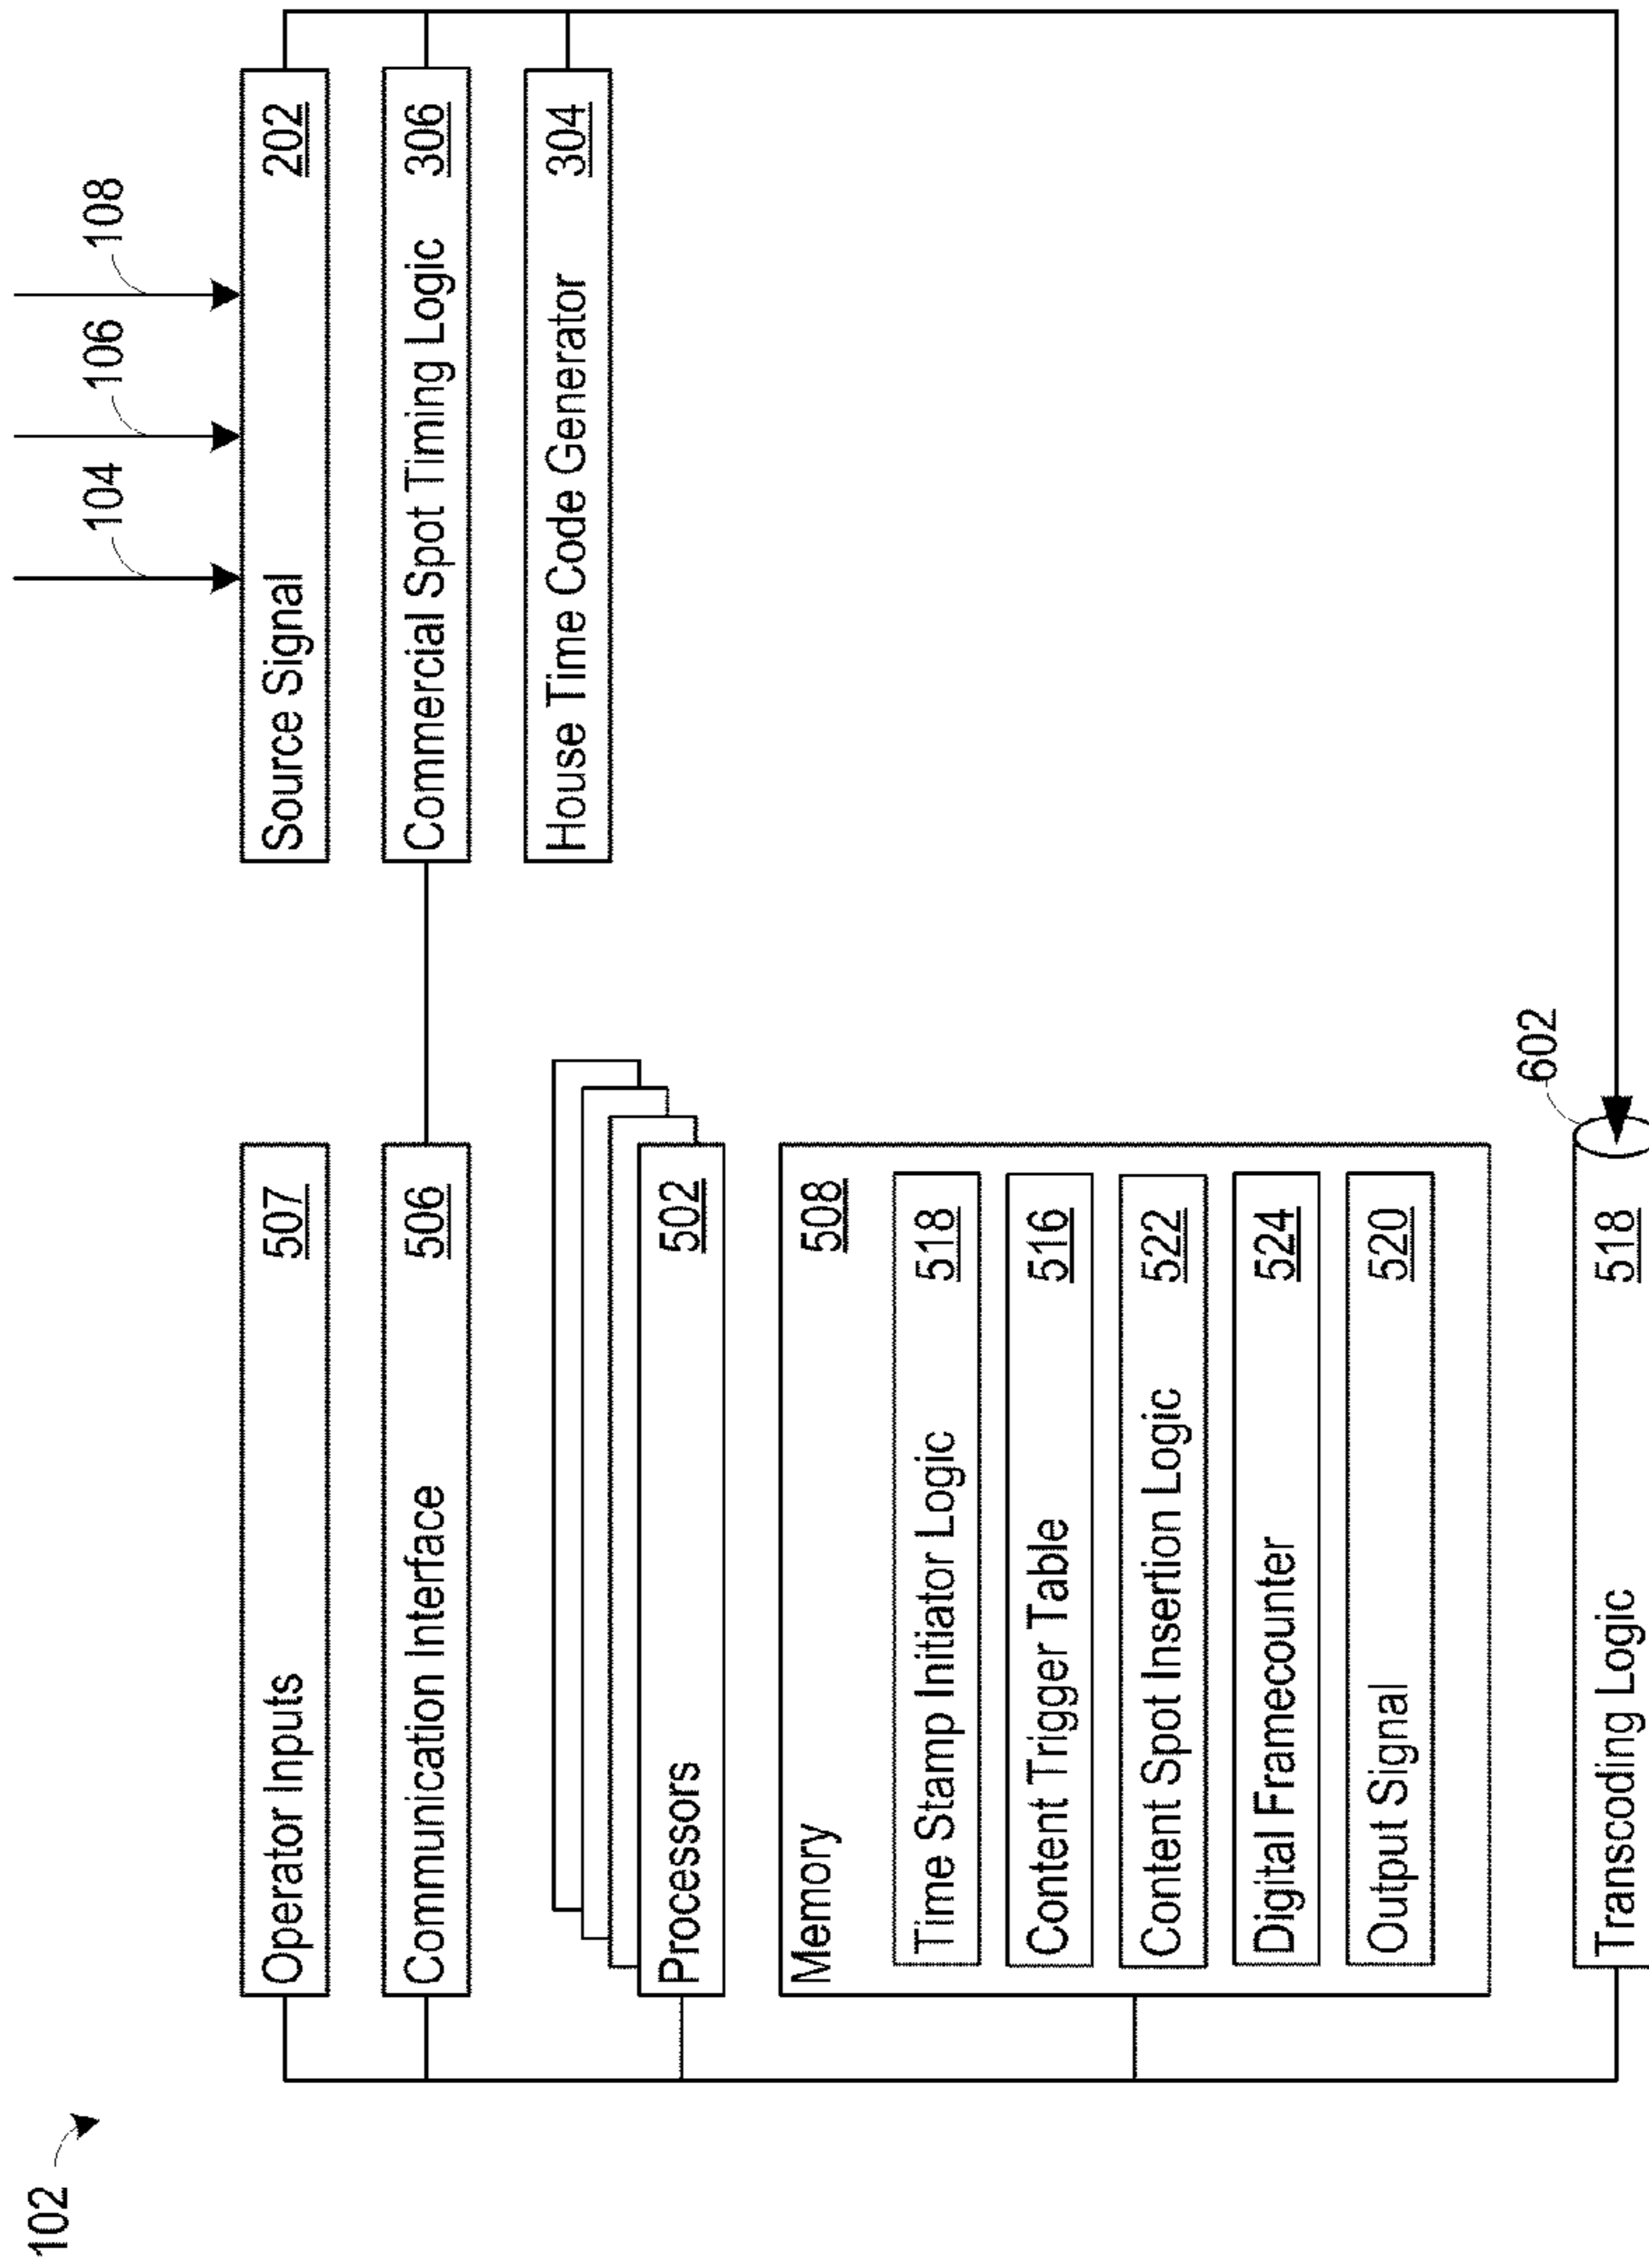 102
104
106
108
Operator Inputs 507
Communication Interface 506
Processors 502
Memory 508
Time Stamp Initiator Logic 518
Content Trigger Table 516
Content Spot Insertion Logic 522
Digital Framecounter 524
Output Signal 520
Transcoding Logic 518
602
Source Signal 202
Commercial Spot Timing Logic 306
House Time Code Generator 304